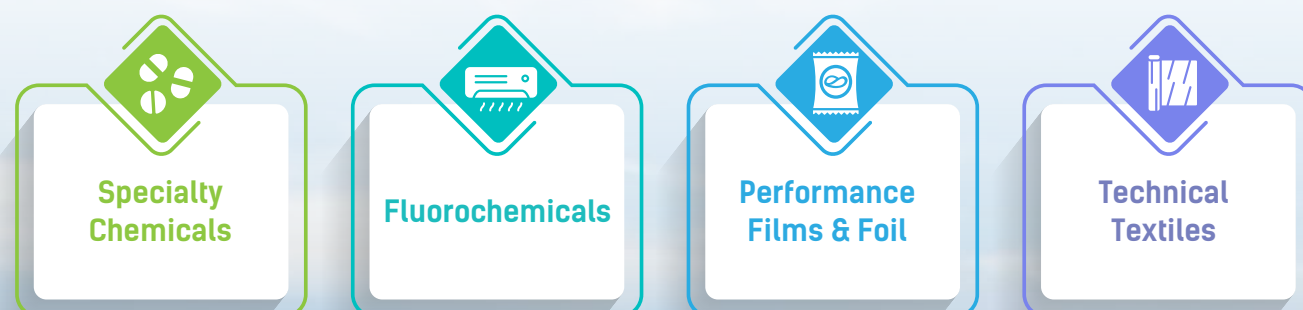 Specialty
Chemicals
Fluorochemicals
Performance
Films & Foil
Technical
Textiles